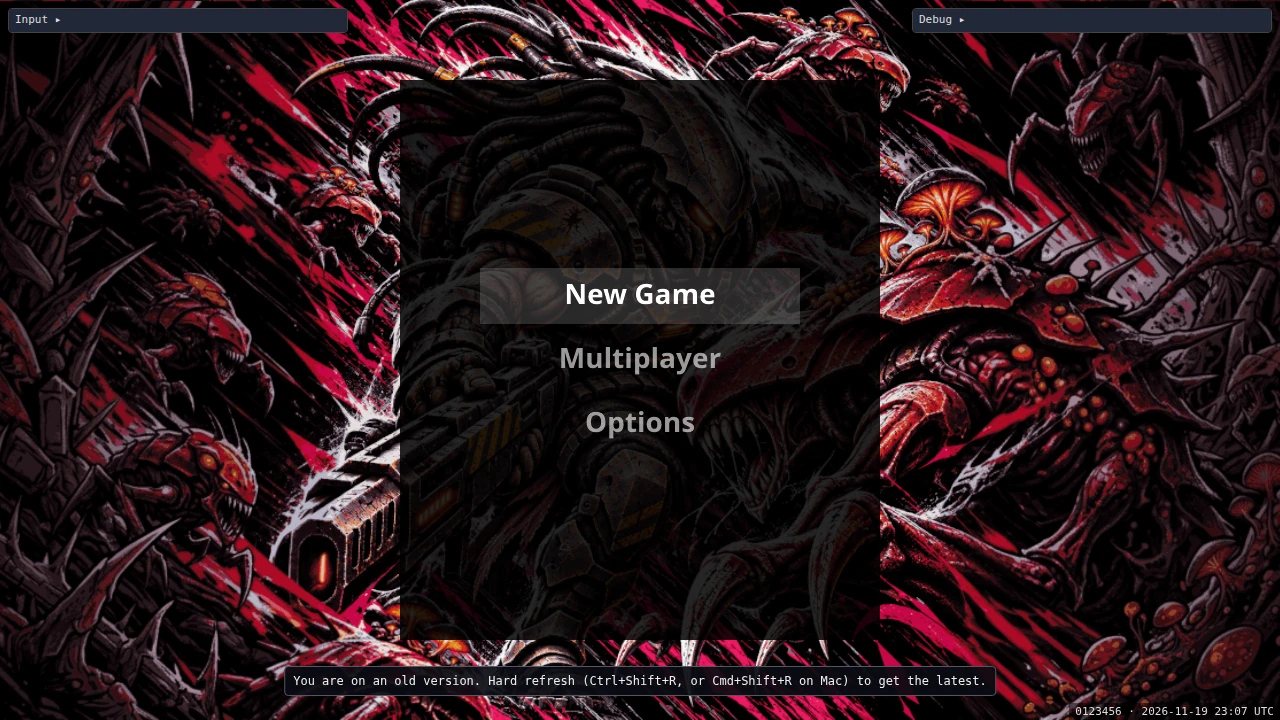 Input ▸
Debug ▸
New Game
Multiplayer
Options
You are on an old version. Hard refresh (Ctrl+Shift+R, or Cmd+Shift+R on Mac) to get the latest.
0123456 · 2026-11-19 23:07 UTC